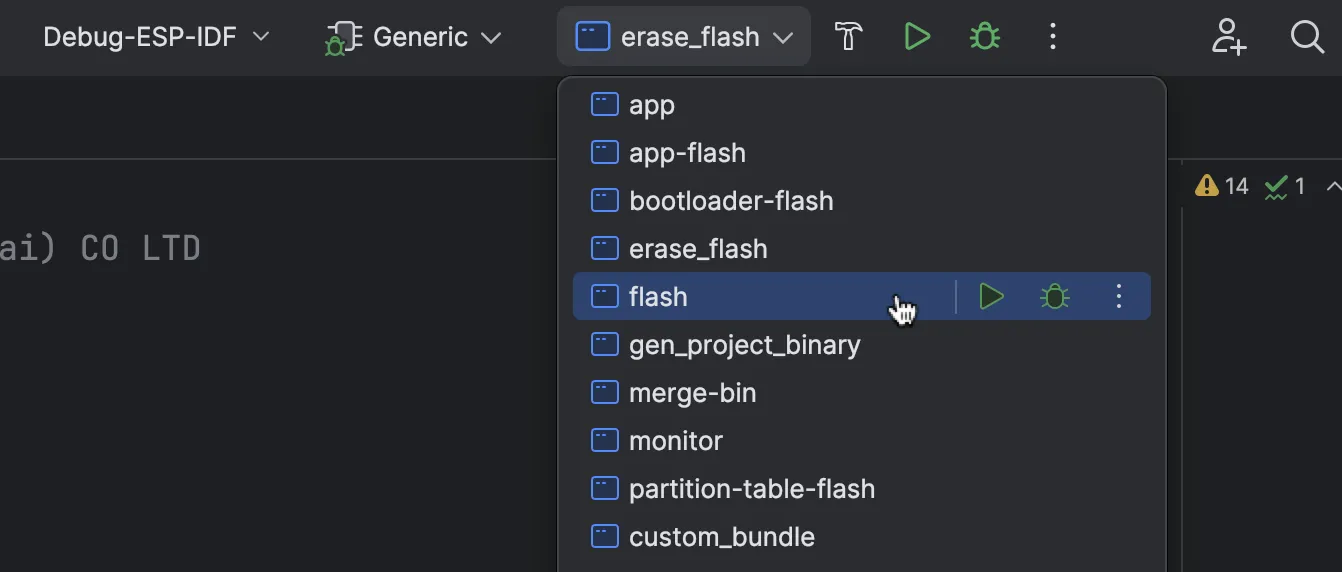 Debug-ESP-IDF Generic erase_flash
app
app-flash
14 1
bootloader-flash
ai) CO LTD
erase_flash
flash
gen_project_binary
merge-bin
monitor
partition-table-flash
custom_bundle